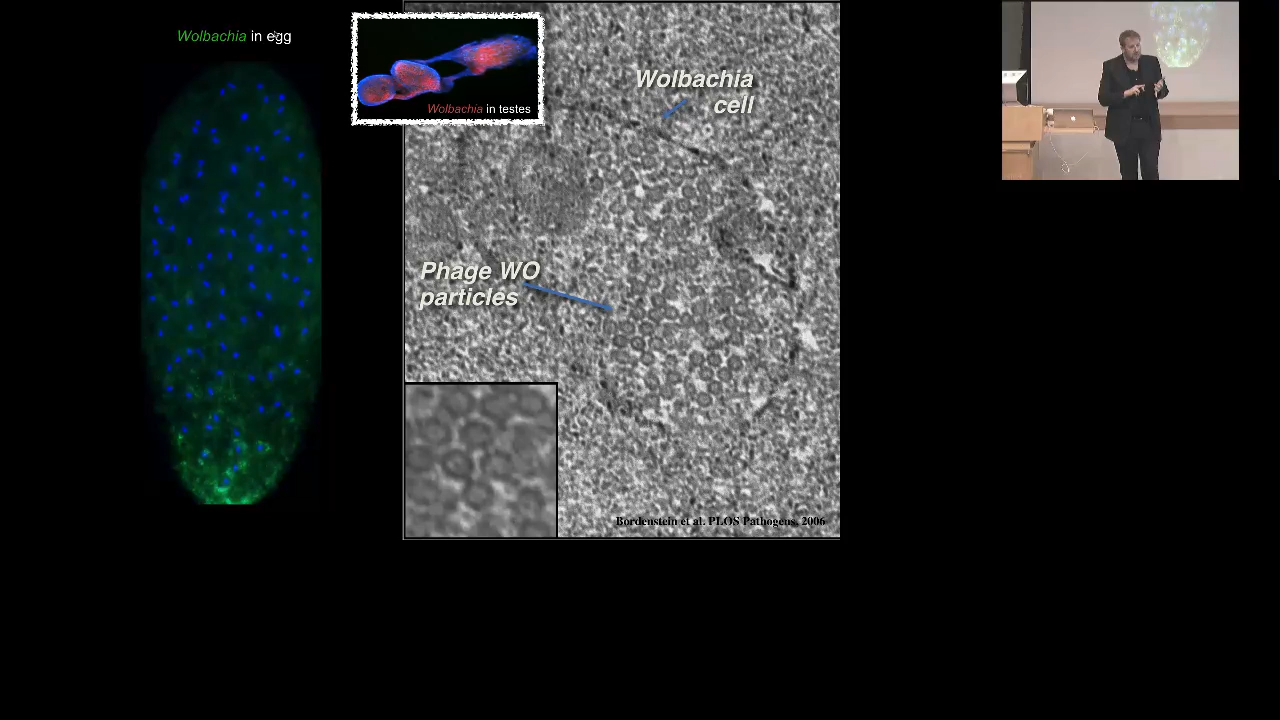 Wolbachia in egg
Wolbachia in testes
Wolbachia
cell
Phage WO
particles
Bordenstein et al. PLOS Pathogens, 2006